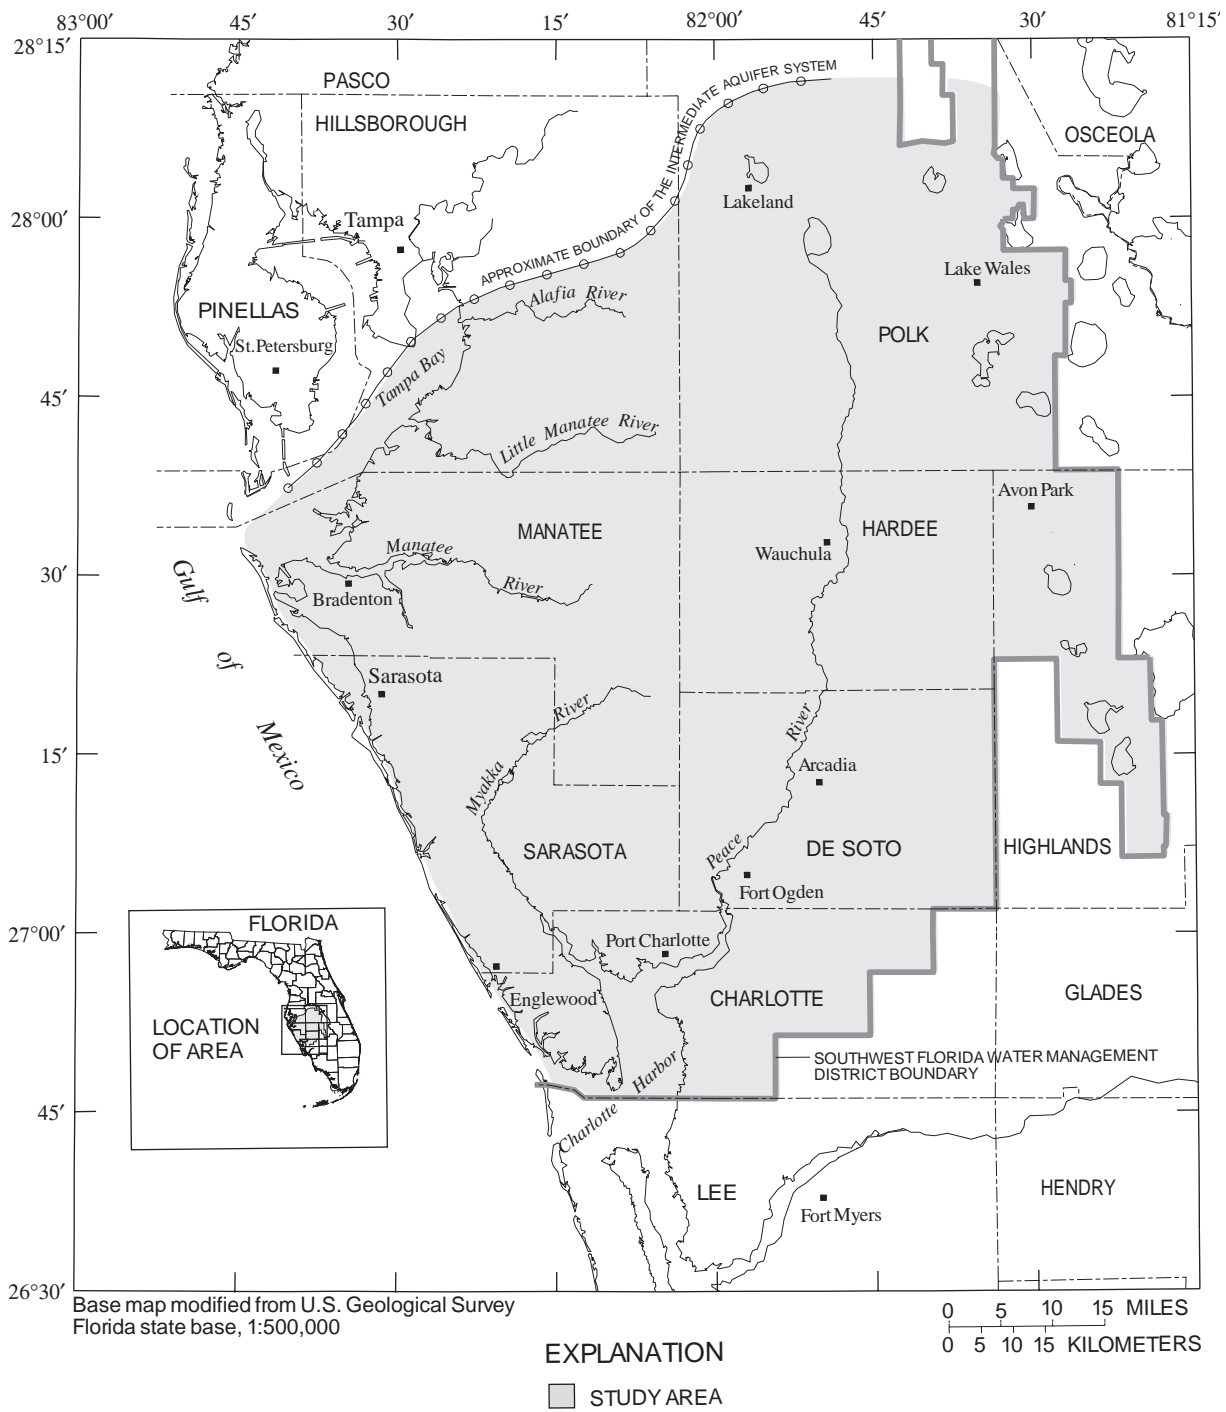 83°00′ 45′ 30′ 15′ 82°00′ 45′ 30′ 81°15′
28°15′
PASCO
APPROXIMATE BOUNDARY OF THE INTERMEDIATE AQUIFER SYSTEM
HILLSBOROUGH
OSCEOLA
Lakeland
28°00′
Tampa
Lake Wales
Alafia River
PINELLAS
POLK
St. Petersburg
Tampa Bay
45′
Little Manatee River
Avon Park
MANATEE
HARDEE
Manatee
Wauchula
30′
River
Bradenton
Gulf
of
Mexico
Sarasota
River
River
15′
Arcadia
Myakka
Peace
SARASOTA
DE SOTO
HIGHLANDS
Fort Ogden
FLORIDA
27°00′
Port Charlotte
Englewood
CHARLOTTE
GLADES
LOCATION
OF AREA
SOUTHWEST FLORIDA WATER MANAGEMENT
DISTRICT BOUNDARY
Harbor
45′
Charlotte
LEE
HENDRY
Fort Myers
26°30′
Base map modified from U.S. Geological Survey
Florida state base, 1:500,000
0 5 10 15 MILES
0 5 10 15 KILOMETERS
EXPLANATION
STUDY AREA